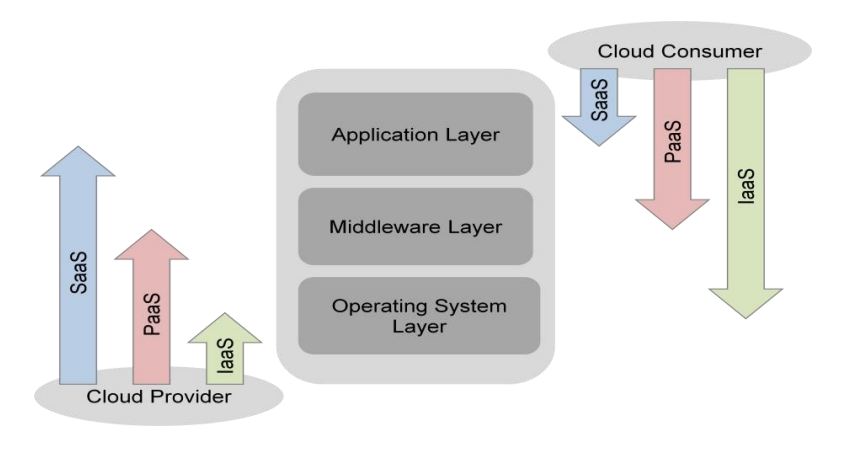 Cloud Consumer
SaaS
PaaS
IaaS
Application Layer
Middleware Layer
Operating System
Layer
SaaS
PaaS
IaaS
Cloud Provider